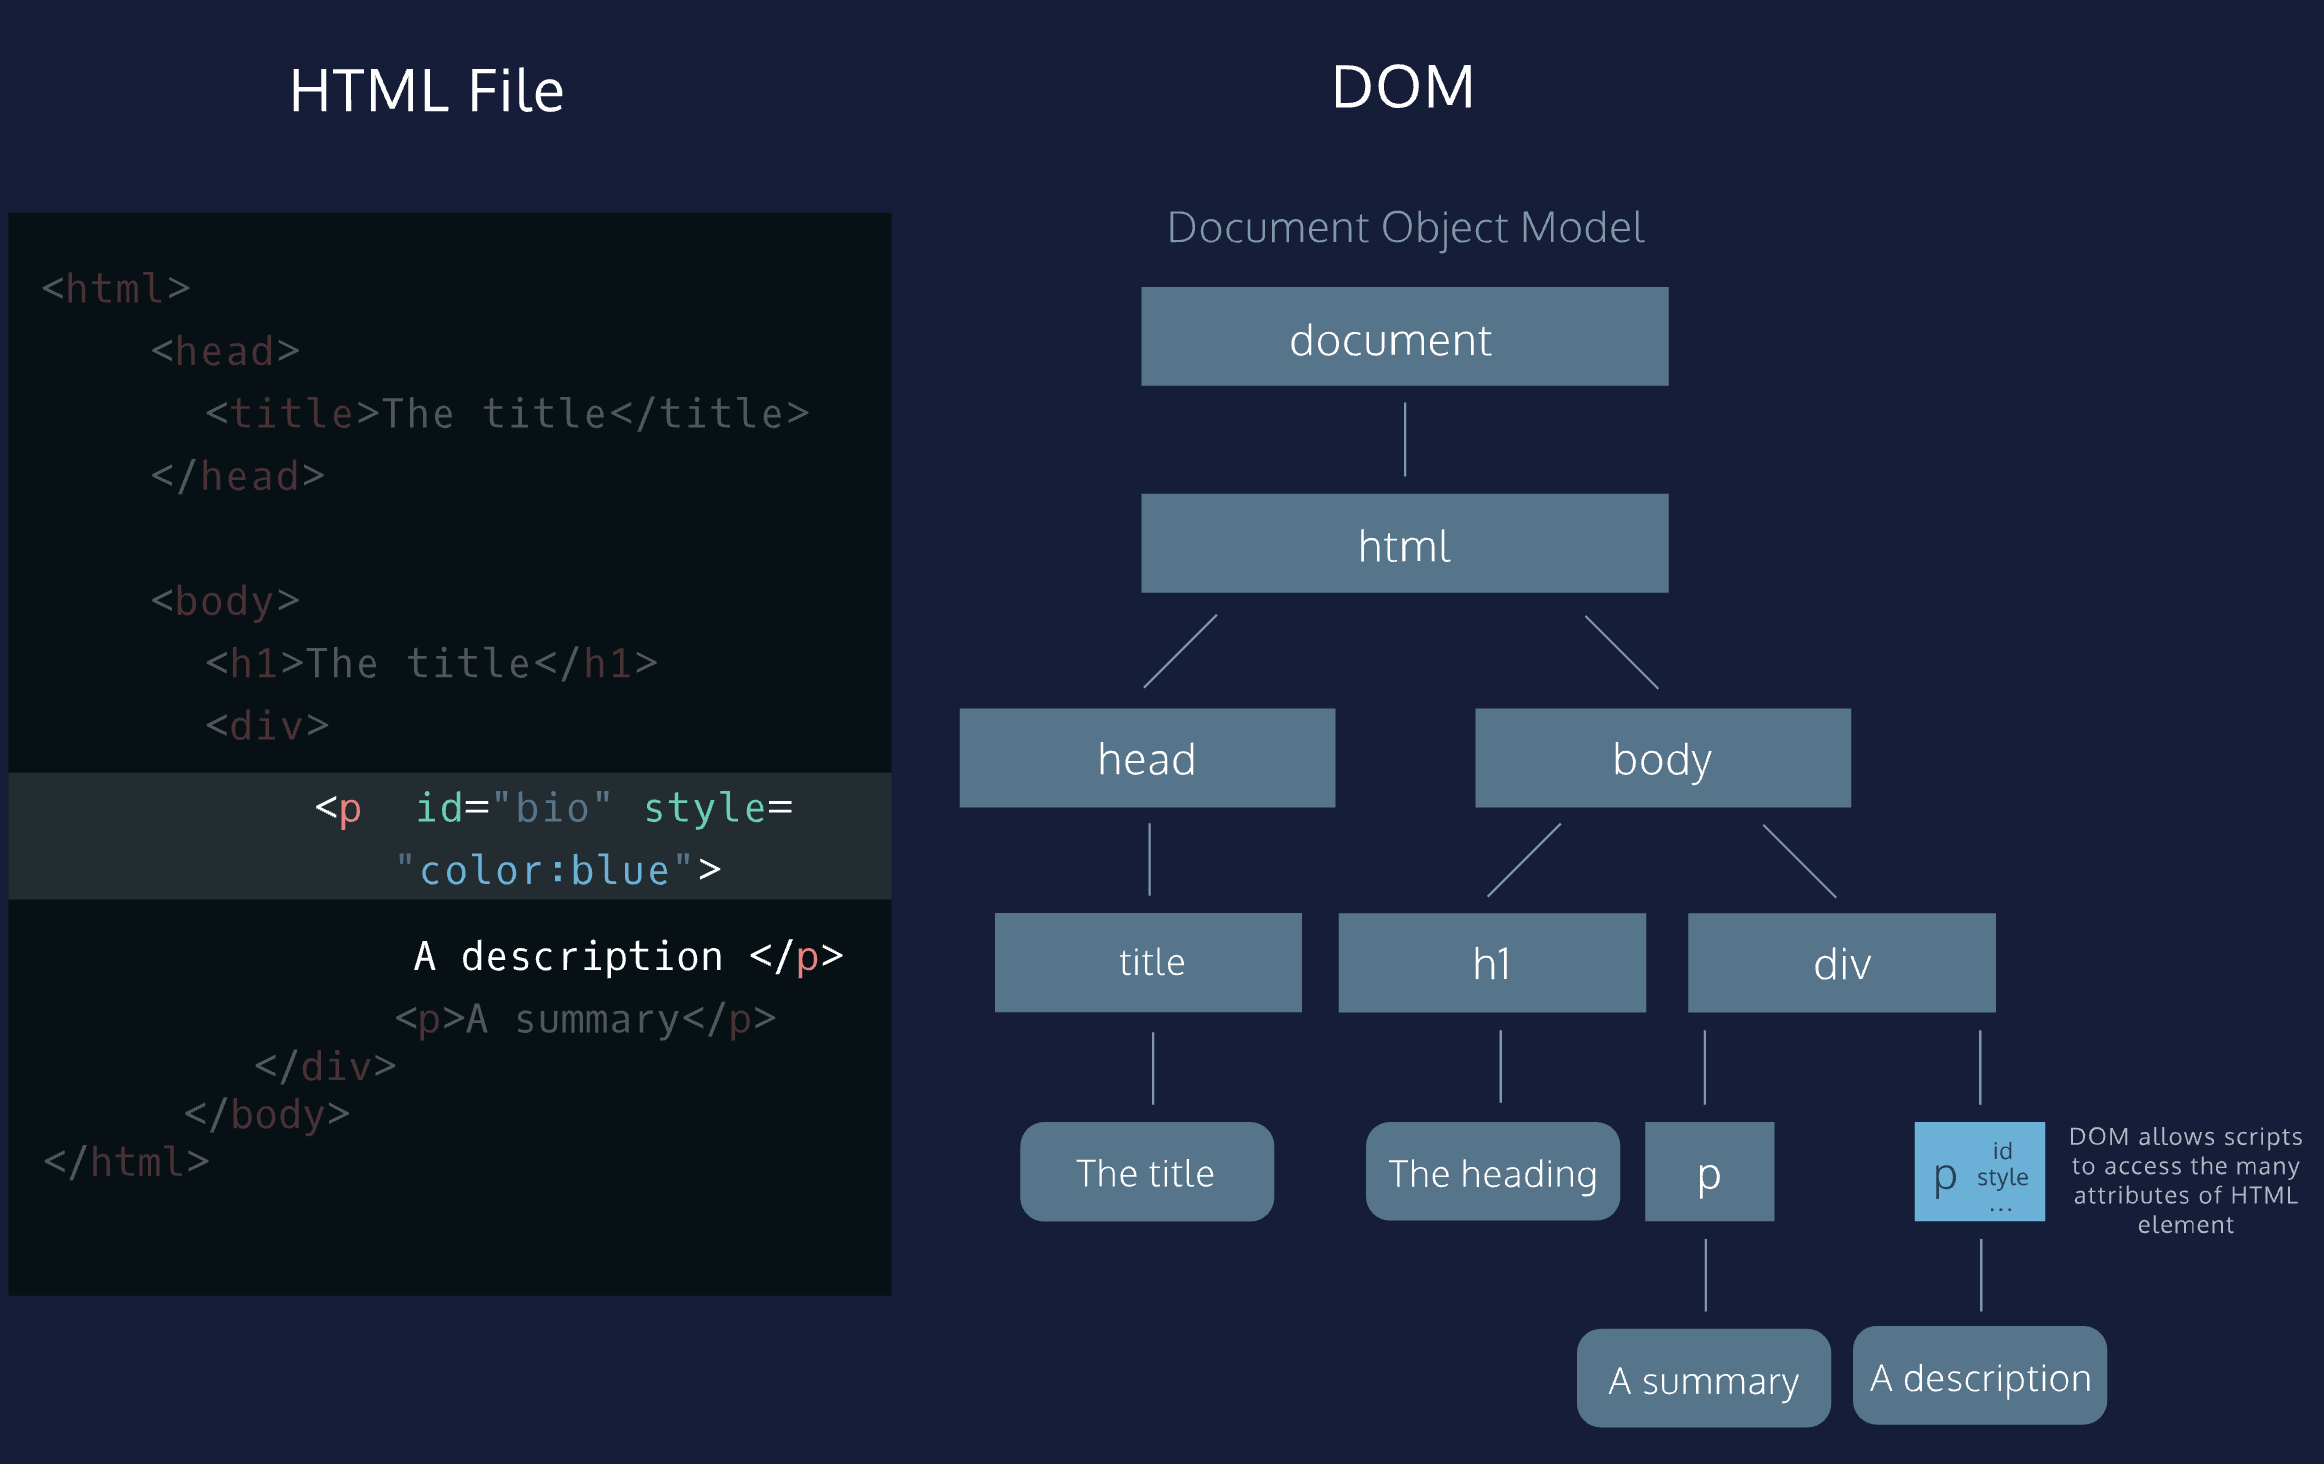 HTML File
<html>
<head>
<title>The title</title>
</head>
<body>
<h1>The title</h1>
<div>
<p id="bio" style=
"color:blue">
A description </p>
<p>A summary</p>
</div>
</body>
</html>
DOM
Document Object Model
document
html
head
body
title
h1
div
The title
The heading
p
p
id
style
...
DOM allows scripts
to access the many
attributes of HTML
element
A summary
A description